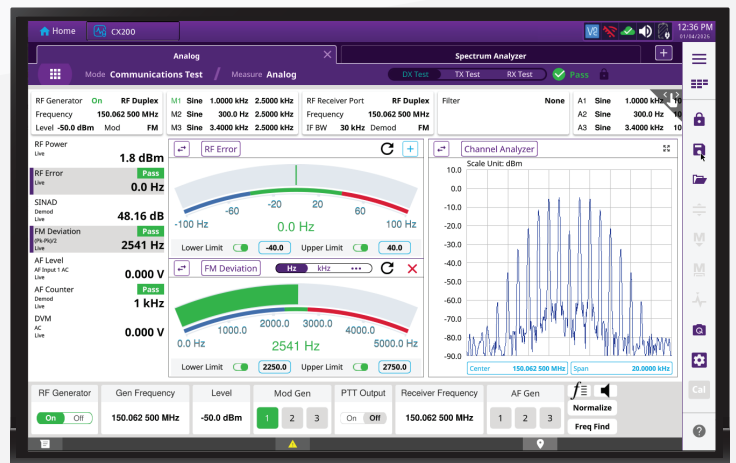 Home
CX200
V2
12:36 PM
01/04/2025
Analog
Spectrum Analyzer
Mode Communications Test / Measure Analog
DX Test TX Test RX Test Pass
RF Generator On RF Duplex
Frequency 150.062 500 MHz
Level -50.0 dBm Mod FM
M1 Sine 1.0000 kHz 2.5000 kHz
M2 Sine 300.0 Hz 2.5000 kHz
M3 Sine 3.4000 kHz 2.5000 kHz
RF Receiver Port RF Duplex
Frequency 150.062 500 MHz
IF BW 30 kHz Demod FM
Filter None
A1 Sine 1.0000 kHz 10
A2 Sine 300.0 Hz 10
A3 Sine 3.4000 kHz 10
RF Power
Live
1.8 dBm
RF Error Pass
Live
0.0 Hz
SINAD
Demod
Live
48.16 dB
FM Deviation Pass
(Pk-Pk)/2
Live
2541 Hz
AF Level
AF Input 1 AC
Live
0.000 V
AF Counter Pass
Demod
Live
1 kHz
DVM
AC
Live
0.000 V
RF Error
-100 Hz -60 -20 20 60 100 Hz
0.0 Hz
Lower Limit -40.0 Upper Limit 40.0
FM Deviation Hz kHz
0.0 Hz 1000.0 2000.0 3000.0 4000.0 5000.0 Hz
2541 Hz
Lower Limit 2250.0 Upper Limit 2750.0
Channel Analyzer
Scale Unit: dBm
10.0
0.0
-10.0
-20.0
-30.0
-40.0
-50.0
-60.0
-70.0
-80.0
-90.0
Center 150.062 500 MHz Span 20.0000 kHz
M
M
Cal
RF Generator
On Off
Gen Frequency
150.062 500 MHz
Level
-50.0 dBm
Mod Gen
1 2 3
PTT Output
On Off
Receiver Frequency
150.062 500 MHz
AF Gen
1 2 3
f
Normalize
Freq Find